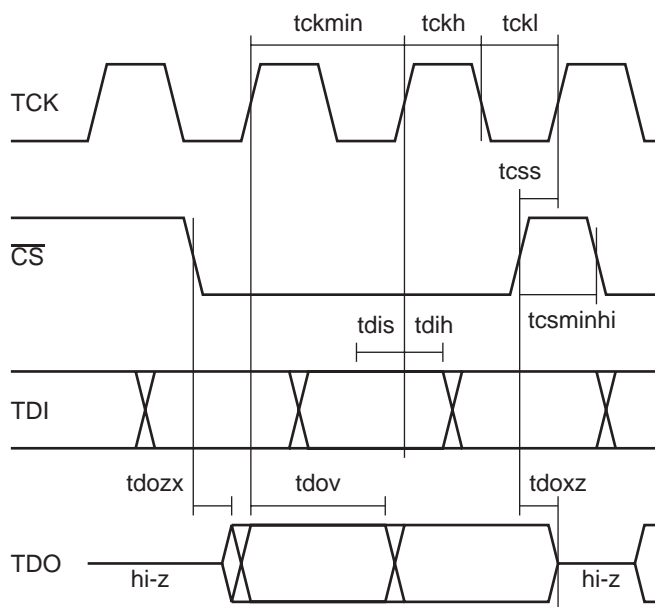 tckmin tckh tckl
TCK
tcss
CS
tcsminhi
tdis tdih
TDI
tdozx tdov tdoxz
TDO
hi-z hi-z